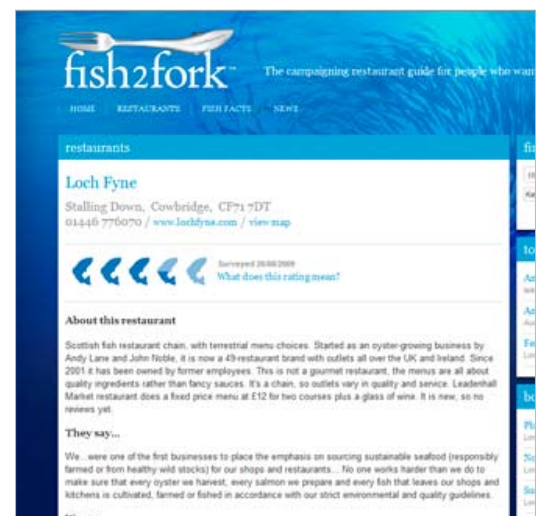 fish2fork™
The campaigning restaurant guide for people who wan
HOME RESTAURANTS FISH FACTS NEWS
restaurants
Loch Fyne
Stalling Down, Cowbridge, CF71 7DT
01446 776070 / www.lochfyne.com / view map
Surveyed 26/08/2009
What does this rating mean?
About this restaurant
Scottish fish restaurant chain, with terrestrial menu choices. Started as an oyster-growing business by
Andy Lane and John Noble, it is now a 49-restaurant brand with outlets all over the UK and Ireland. Since
2001 it has been owned by former employees. This is not a gourmet restaurant, the menus are all about
quality ingredients rather than fancy sauces. It's a chain, so outlets vary in quality and service. Leadenhall
Market restaurant does a fixed price menu at £12 for two courses plus a glass of wine. It is new, so no
reviews yet.
They say...
We...were one of the first businesses to place the emphasis on sourcing sustainable seafood (responsibly
farmed or from healthy wild stocks) for our shops and restaurants... No one works harder than we do to
make sure that every oyster we harvest, every salmon we prepare and every fish that leaves our shops and
kitchens is cultivated, farmed or fished in accordance with our strict environmental and quality guidelines.